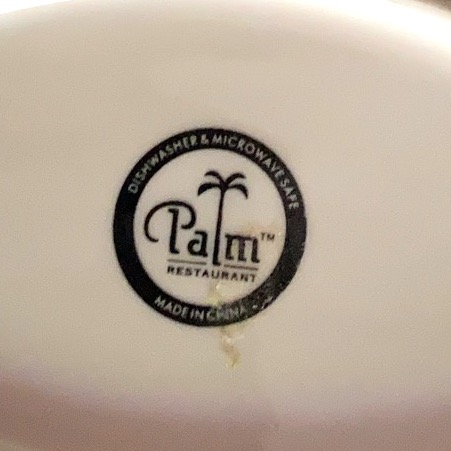 DISHWASHER & MICROWAVE SAFE
Palm™
RESTAURANT
MADE IN CHINA